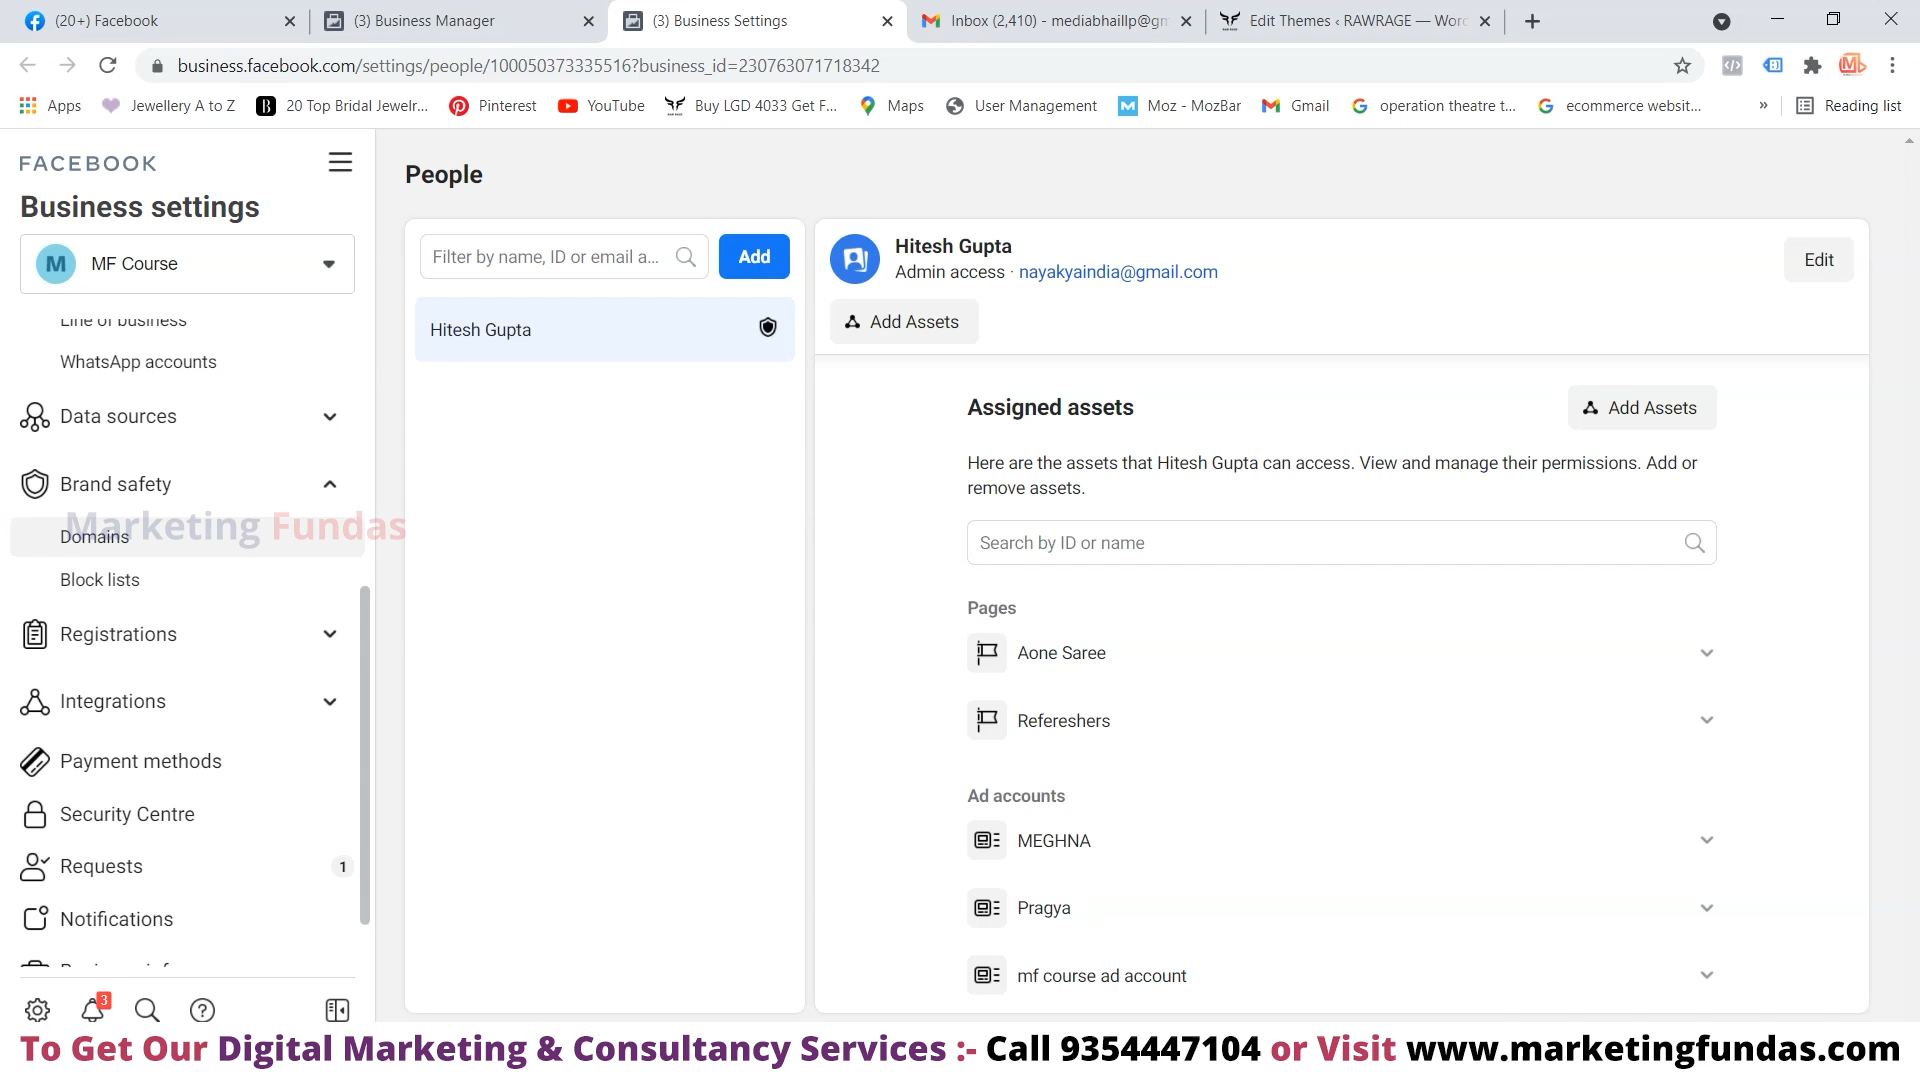 (20+) Facebook
(3) Business Manager
(3) Business Settings
Inbox (2,410) - mediabhaillp@gm
Edit Themes ‹ RAWRAGE — Worc
business.facebook.com/settings/people/100050373335516?business_id=230763071718342
Apps
Jewellery A to Z
20 Top Bridal Jewelr...
Pinterest
YouTube
Buy LGD 4033 Get F...
Maps
User Management
Moz - MozBar
Gmail
operation theatre t...
ecommerce websit...
»
Reading list
FACEBOOK
Business settings
M
MF Course
Line of business
WhatsApp accounts
Data sources
Brand safety
Marketing Fundas
Domains
Block lists
Registrations
Integrations
Payment methods
Security Centre
Requests
1
Notifications
3
People
Filter by name, ID or email a...
Add
Hitesh Gupta
Hitesh Gupta
Admin access · nayakyaindia@gmail.com
Edit
Add Assets
Assigned assets
Add Assets
Here are the assets that Hitesh Gupta can access. View and manage their permissions. Add or
remove assets.
Search by ID or name
Pages
Aone Saree
Refereshers
Ad accounts
MEGHNA
Pragya
mf course ad account
To Get Our Digital Marketing & Consultancy Services :- Call 9354447104 or Visit www.marketingfundas.com